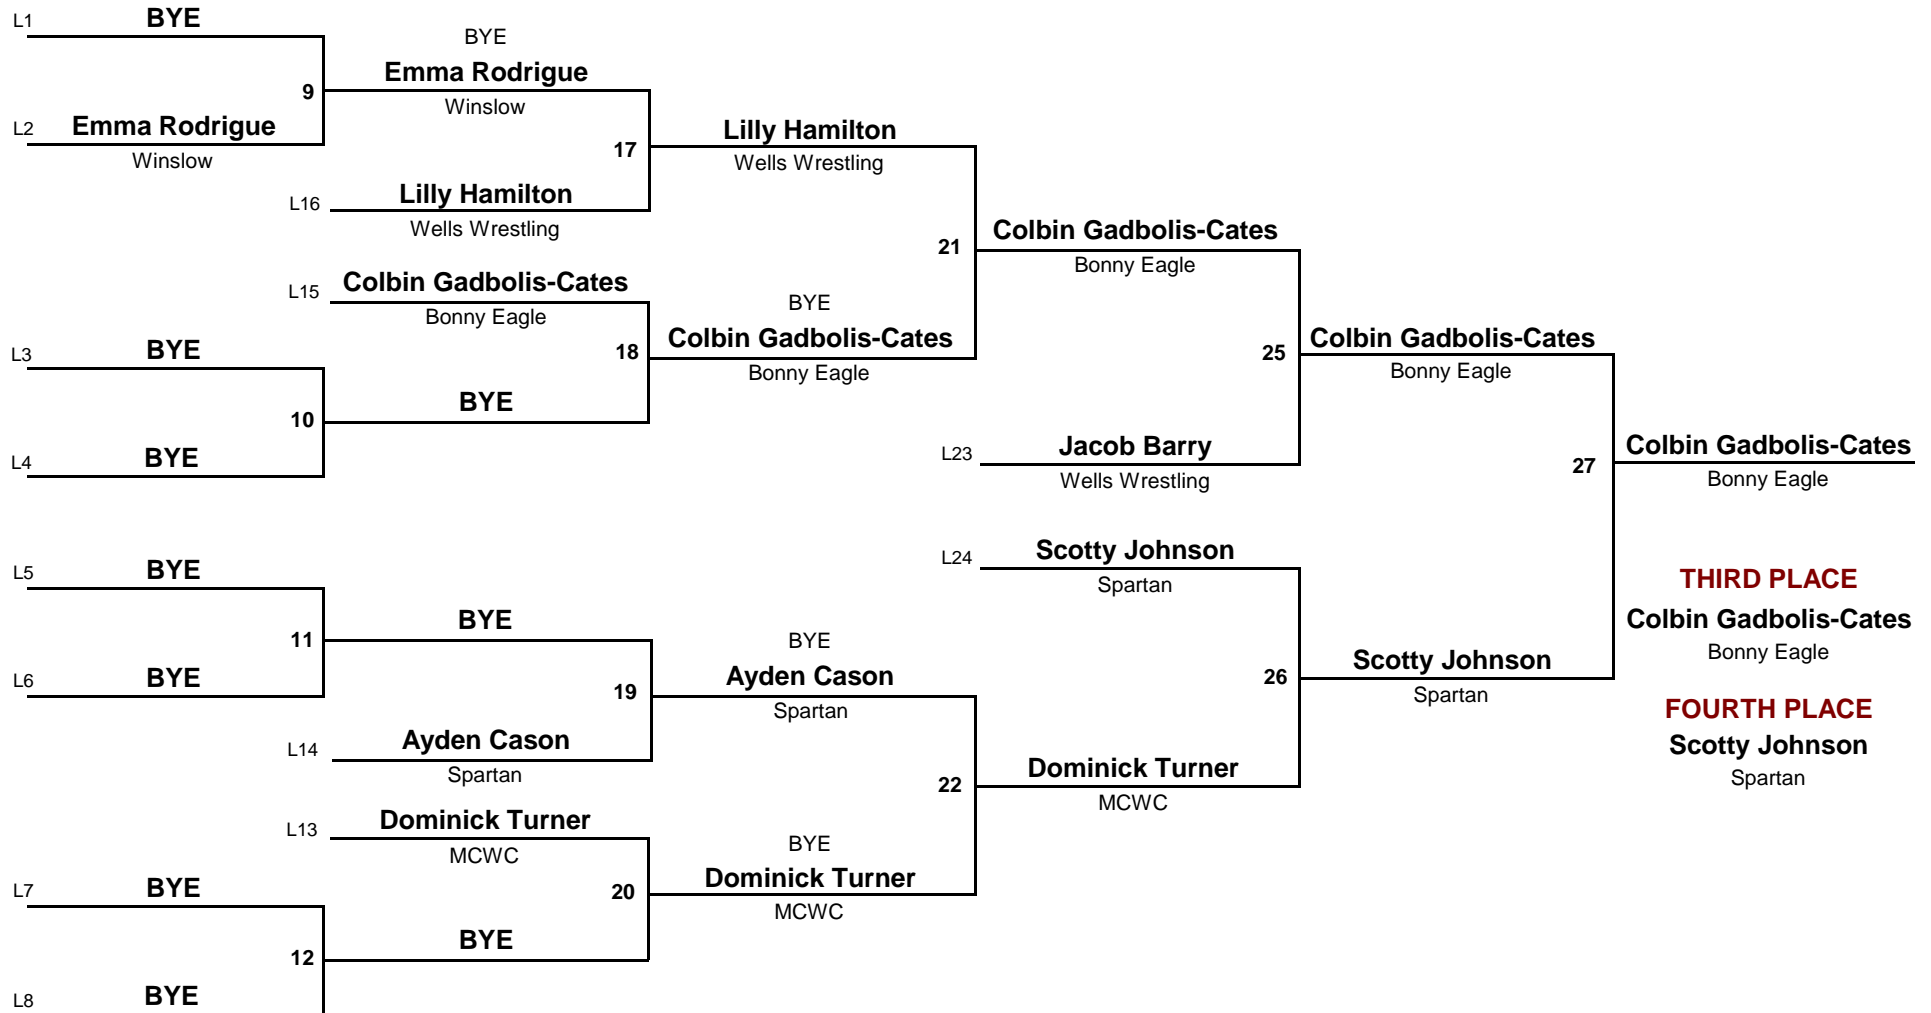 L1 BYE
BYE
Emma Rodrigue
9
Winslow
L2 Emma Rodrigue
Winslow
17
Lilly Hamilton
Wells Wrestling
L16 Lilly Hamilton
Wells Wrestling
21
Colbin Gadbolis-Cates
Bonny Eagle
L15 Colbin Gadbolis-Cates
Bonny Eagle
BYE
18
Colbin Gadbolis-Cates
Bonny Eagle
L3 BYE
10
BYE
L4 BYE
25
Colbin Gadbolis-Cates
Bonny Eagle
L23 Jacob Barry
Wells Wrestling
27
Colbin Gadbolis-Cates
Bonny Eagle
L24 Scotty Johnson
Spartan
L5 BYE
11
BYE
L6 BYE
19
BYE
Ayden Cason
Spartan
L14 Ayden Cason
Spartan
26
Scotty Johnson
Spartan
22
Dominick Turner
MCWC
L13 Dominick Turner
MCWC
BYE
20
Dominick Turner
MCWC
L7 BYE
12
BYE
L8 BYE
THIRD PLACE
Colbin Gadbolis-Cates
Bonny Eagle
FOURTH PLACE
Scotty Johnson
Spartan